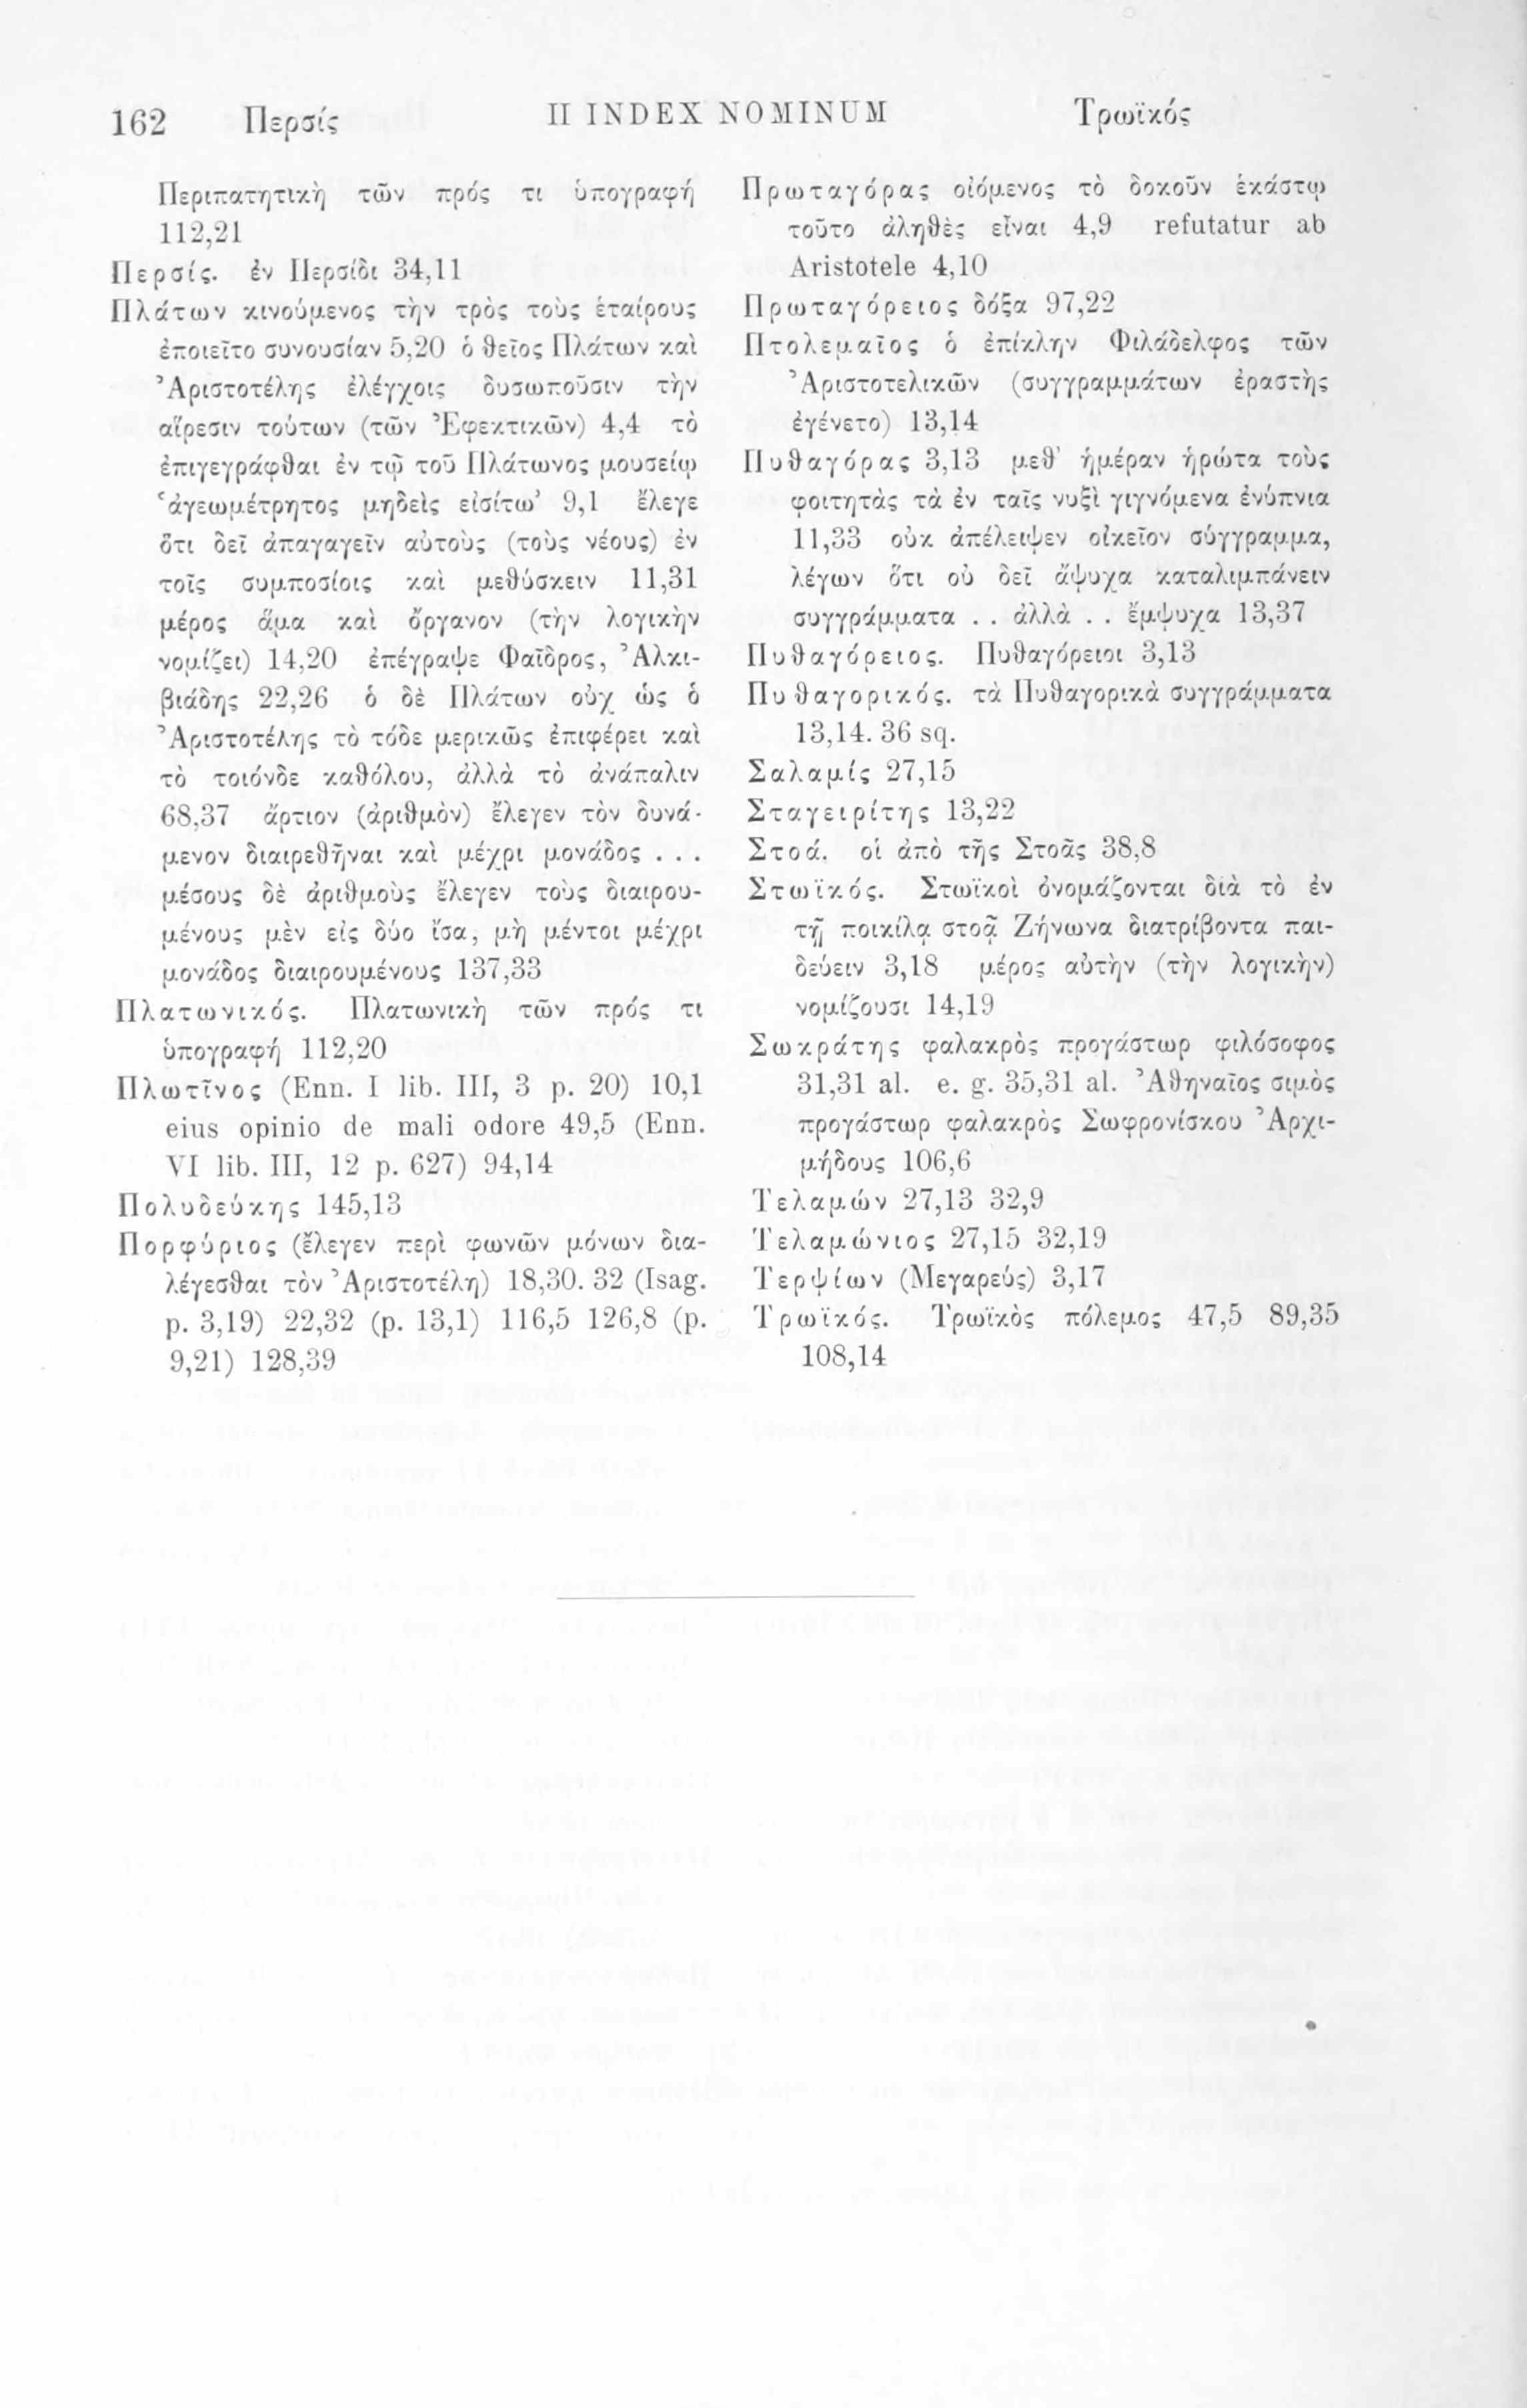 162 Περσίς II INDEX NOMINUM Τρωϊκός
Περιπατητικὴ τῶν πρός τι ὑπογραφή
112,21
Περσίς. ἐν Περσίδι 34,11
Πλάτων κινούμενος τὴν τρὸς τοὺς ἑταίρους
ἐποιεῖτο συνουσίαν 5,20 ὁ θεῖος Πλάτων καὶ
Ἀριστοτέλης ἐλέγχοις δυσωποῦσιν τὴν
αἵρεσιν τούτων (τῶν Ἐφεκτικῶν) 4,4 τὸ
ἐπιγεγράφθαι ἐν τῷ τοῦ Πλάτωνος μουσείῳ
‘ἀγεωμέτρητος μηδεὶς εἰσίτω’ 9,1 ἔλεγε
ὅτι δεῖ ἀπαγαγεῖν αὐτοὺς (τοὺς νέους) ἐν
τοῖς συμποσίοις καὶ μεθύσκειν 11,31
μέρος ἅμα καὶ ὄργανον (τὴν λογικὴν
νομίζει) 14,20 ἐπέγραψε Φαῖδρος, Ἀλκι-
βιάδης 22,26 ὁ δὲ Πλάτων οὐχ ὡς ὁ
Ἀριστοτέλης τὸ τόδε μερικῶς ἐπιφέρει καὶ
τὸ τοιόνδε καθόλου, ἀλλὰ τὸ ἀνάπαλιν
68,37 ἄρτιον (ἀριθμὸν) ἔλεγεν τὸν δυνά-
μενον διαιρεθῆναι καὶ μέχρι μονάδος . . .
μέσους δὲ ἀριθμοὺς ἔλεγεν τοὺς διαιρου-
μένους μὲν εἰς δύο ἴσα, μὴ μέντοι μέχρι
μονάδος διαιρουμένους 137,33
Πλατωνικός. Πλατωνικὴ τῶν πρός τι
ὑπογραφή 112,20
Πλωτῖνος (Enn. I lib. III, 3 p. 20) 10,1
eius opinio de mali odore 49,5 (Enn.
VI lib. III, 12 p. 627) 94,14
Πολυδεύκης 145,13
Πορφύριος (ἔλεγεν περὶ φωνῶν μόνων δια-
λέγεσθαι τὸν Ἀριστοτέλη) 18,30. 32 (Isag.
p. 3,19) 22,32 (p. 13,1) 116,5 126,8 (p.
9,21) 128,39
Πρωταγόρας οἰόμενος τὸ δοκοῦν ἑκάστῳ
τοῦτο ἀληθὲς εἶναι 4,9 refutatur ab
Aristotele 4,10
Πρωταγόρειος δόξα 97,22
Πτολεμαῖος ὁ ἐπίκλην Φιλάδελφος τῶν
Ἀριστοτελικῶν (συγγραμμάτων ἐραστὴς
ἐγένετο) 13,14
Πυθαγόρας 3,13 μεθ’ ἡμέραν ἠρώτα τοὺς
φοιτητὰς τὰ ἐν ταῖς νυξὶ γιγνόμενα ἐνύπνια
11,33 οὐκ ἀπέλειψεν οἰκεῖον σύγγραμμα,
λέγων ὅτι οὐ δεῖ ἄψυχα καταλιμπάνειν
συγγράμματα . . ἀλλὰ . . ἔμψυχα 13,37
Πυθαγόρειος. Πυθαγόρειοι 3,13
Πυθαγορικός. τὰ Πυθαγορικὰ συγγράμματα
13,14. 36 sq.
Σαλαμίς 27,15
Σταγειρίτης 13,22
Στοά. οἱ ἀπὸ τῆς Στοᾶς 38,8
Στωϊκός. Στωϊκοὶ ὀνομάζονται διὰ τὸ ἐν
τῇ ποικίλᾳ στοᾷ Ζήνωνα διατρίβοντα παι-
δεύειν 3,18 μέρος αὐτὴν (τὴν λογικὴν)
νομίζουσι 14,19
Σωκράτης φαλακρὸς προγάστωρ φιλόσοφος
31,31 al. e. g. 35,31 al. Ἀθηναῖος σιμὸς
προγάστωρ φαλακρὸς Σωφρονίσκου Ἀρχι-
μήδους 106,6
Τελαμών 27,13 32,9
Τελαμώνιος 27,15 32,19
Τερψίων (Μεγαρεύς) 3,17
Τρωϊκός. Τρωϊκὸς πόλεμος 47,5 89,35
108,14